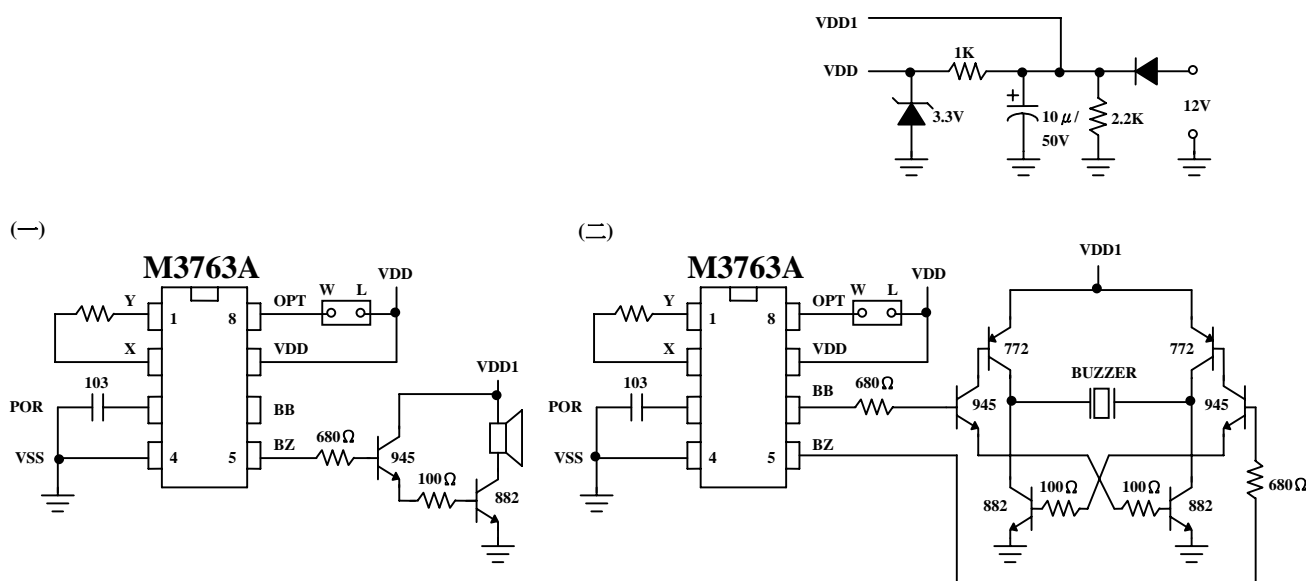 VDD1
VDD
1K
3.3V
10μ/
50V
2.2K
12V
(一)
M3763A
Y
X
103
POR
VSS
1
8
4
5
OPT
W
L
VDD
VDD
BB
BZ
680Ω
945
100Ω
882
VDD1
(二)
M3763A
Y
X
103
POR
VSS
1
8
4
5
OPT
W
L
VDD
VDD
BB
BZ
680Ω
VDD1
772
772
BUZZER
945
945
100Ω
100Ω
882
882
680Ω